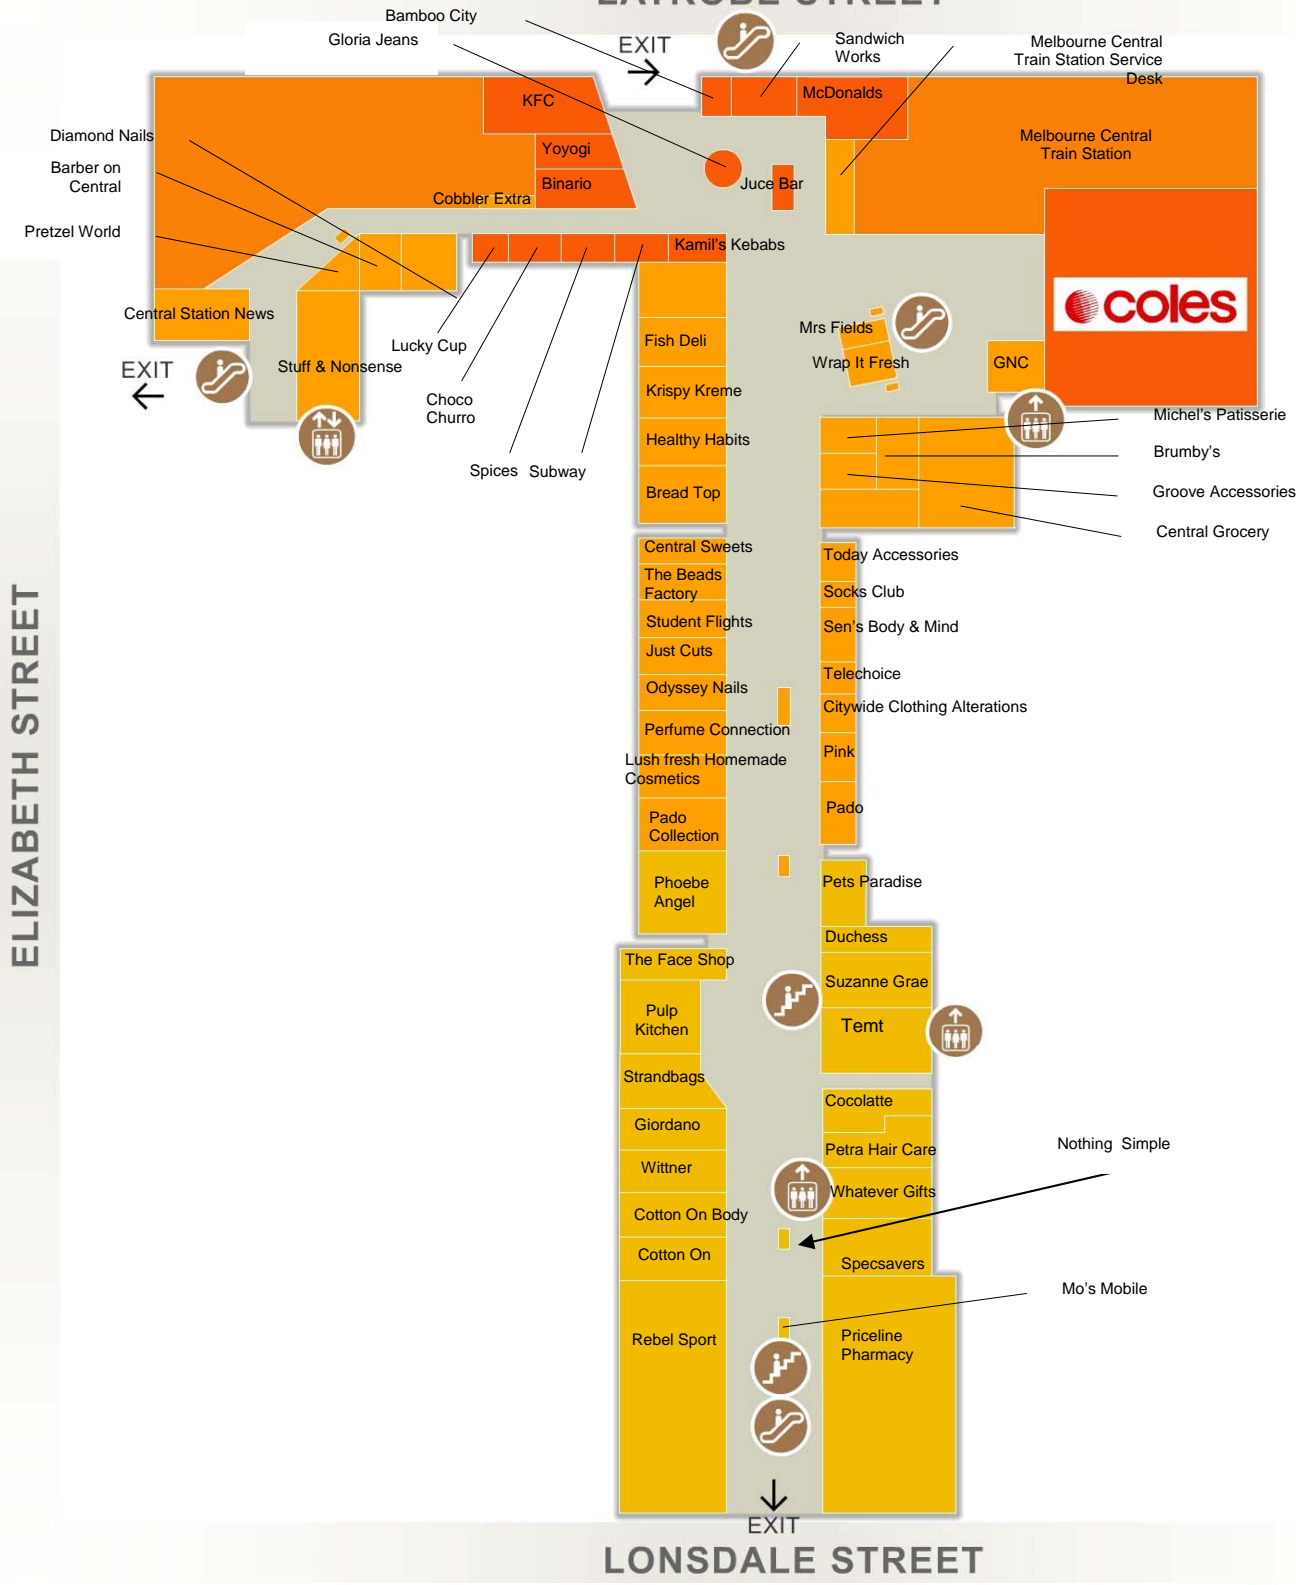 LATROBE STREET
Bamboo City
Gloria Jeans
EXIT
Sandwich
Works
Melbourne Central
Train Station Service
Desk
KFC
McDonalds
Diamond Nails
Yoyogi
Melbourne Central
Train Station
Barber on
Central
Binario
Juce Bar
Cobbler Extra
Pretzel World
Kamil's Kebabs
coles
Central Station News
Mrs Fields
Fish Deli
Lucky Cup
Wrap It Fresh
GNC
EXIT
Stuff & Nonsense
Krispy Kreme
Choco
Churro
Michel's Patisserie
Healthy Habits
Brumby's
Spices
Subway
Bread Top
Groove Accessories
Central Grocery
Central Sweets
Today Accessories
The Beads
Factory
Socks Club
Student Flights
Sen's Body & Mind
Just Cuts
Telechoice
Odyssey Nails
Citywide Clothing Alterations
Perfume Connection
Pink
Lush fresh Homemade
Cosmetics
Pado
Pado
Collection
ELIZABETH STREET
Phoebe
Angel
Pets Paradise
Duchess
The Face Shop
Suzanne Grae
Pulp
Kitchen
Temt
Strandbags
Cocolatte
Giordano
Petra Hair Care
Nothing Simple
Wittner
Whatever Gifts
Cotton On Body
Cotton On
Specsavers
Mo's Mobile
Rebel Sport
Priceline
Pharmacy
EXIT
LONSDALE STREET